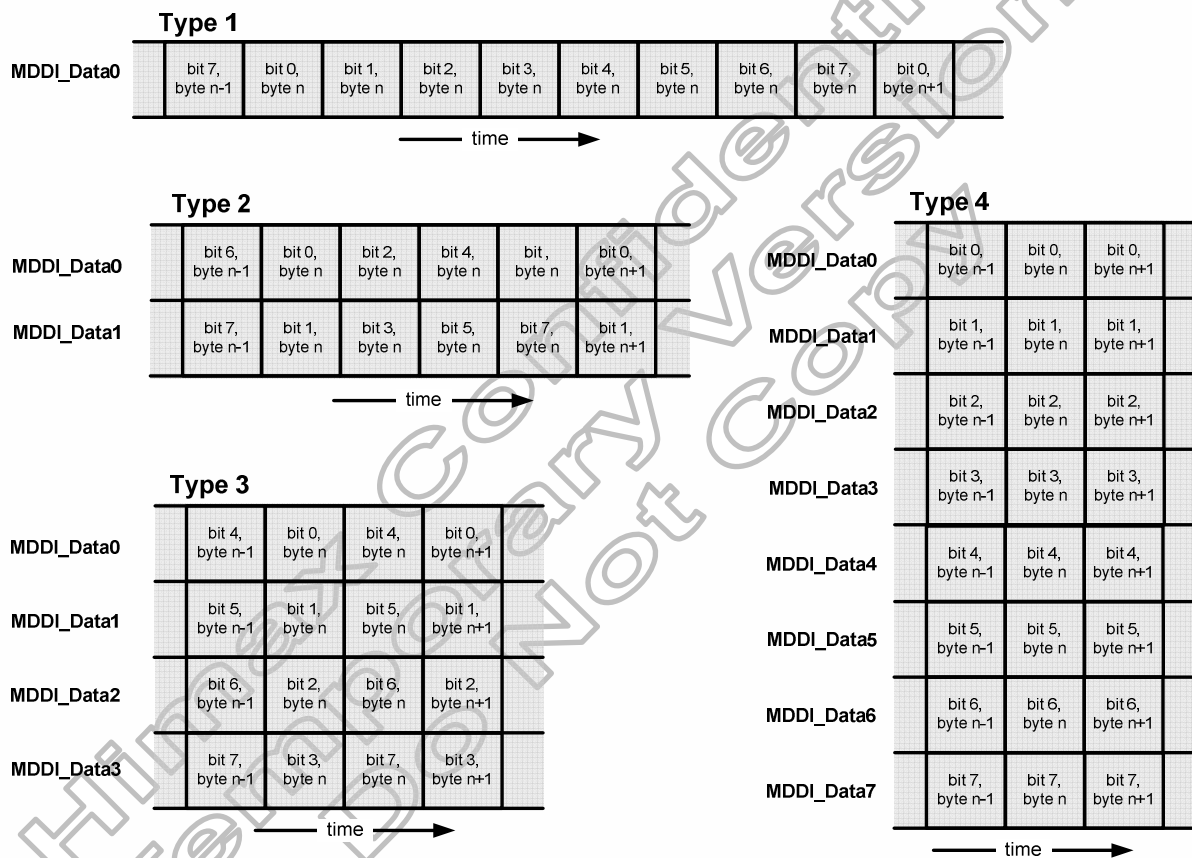 Type 1
MDDI_Data0
bit 7, byte n-1
bit 0, byte n
bit 1, byte n
bit 2, byte n
bit 3, byte n
bit 4, byte n
bit 5, byte n
bit 6, byte n
bit 7, byte n
bit 0, byte n+1
time
Type 2
MDDI_Data0
bit 6, byte n-1
bit 0, byte n
bit 2, byte n
bit 4, byte n
bit , byte n
bit 0, byte n+1
MDDI_Data1
bit 7, byte n-1
bit 1, byte n
bit 3, byte n
bit 5, byte n
bit 7, byte n
bit 1, byte n+1
time
Type 3
MDDI_Data0
bit 4, byte n-1
bit 0, byte n
bit 4, byte n
bit 0, byte n+1
MDDI_Data1
bit 5, byte n-1
bit 1, byte n
bit 5, byte n
bit 1, byte n+1
MDDI_Data2
bit 6, byte n-1
bit 2, byte n
bit 6, byte n
bit 2, byte n+1
MDDI_Data3
bit 7, byte n-1
bit 3, byte n
bit 7, byte n
bit 3, byte n+1
time
Type 4
MDDI_Data0
bit 0, byte n-1
bit 0, byte n
bit 0, byte n+1
MDDI_Data1
bit 1, byte n-1
bit 1, byte n
bit 1, byte n+1
MDDI_Data2
bit 2, byte n-1
bit 2, byte n
bit 2, byte n+1
MDDI_Data3
bit 3, byte n-1
bit 3, byte n
bit 3, byte n+1
MDDI_Data4
bit 4, byte n-1
bit 4, byte n
bit 4, byte n+1
MDDI_Data5
bit 5, byte n-1
bit 5, byte n
bit 5, byte n+1
MDDI_Data6
bit 6, byte n-1
bit 6, byte n
bit 6, byte n+1
MDDI_Data7
bit 7, byte n-1
bit 7, byte n
bit 7, byte n+1
time
Himax Confidenti
emporary Version
Do Not Copy